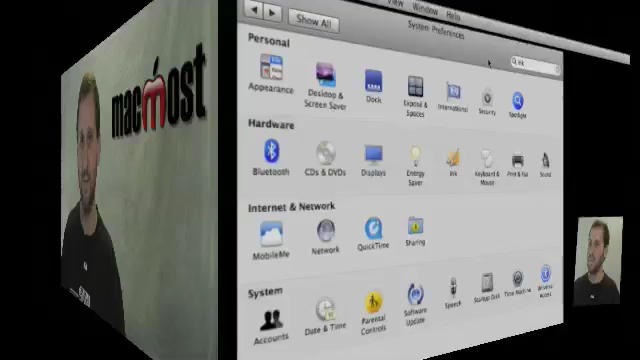 View Window Help
System Preferences
Show All
ink
Personal
Appearance
Desktop &
Screen Saver
Dock
Exposé &
Spaces
International
Security
Spotlight
Hardware
Bluetooth
CDs & DVDs
Displays
Energy
Saver
Ink
Keyboard &
Mouse
Print & Fax
Sound
Internet & Network
MobileMe
Network
QuickTime
Sharing
System
Accounts
Date & Time
Parental
Controls
Software
Update
Speech
Startup Disk
Time Machine
Universal
Access
macmost